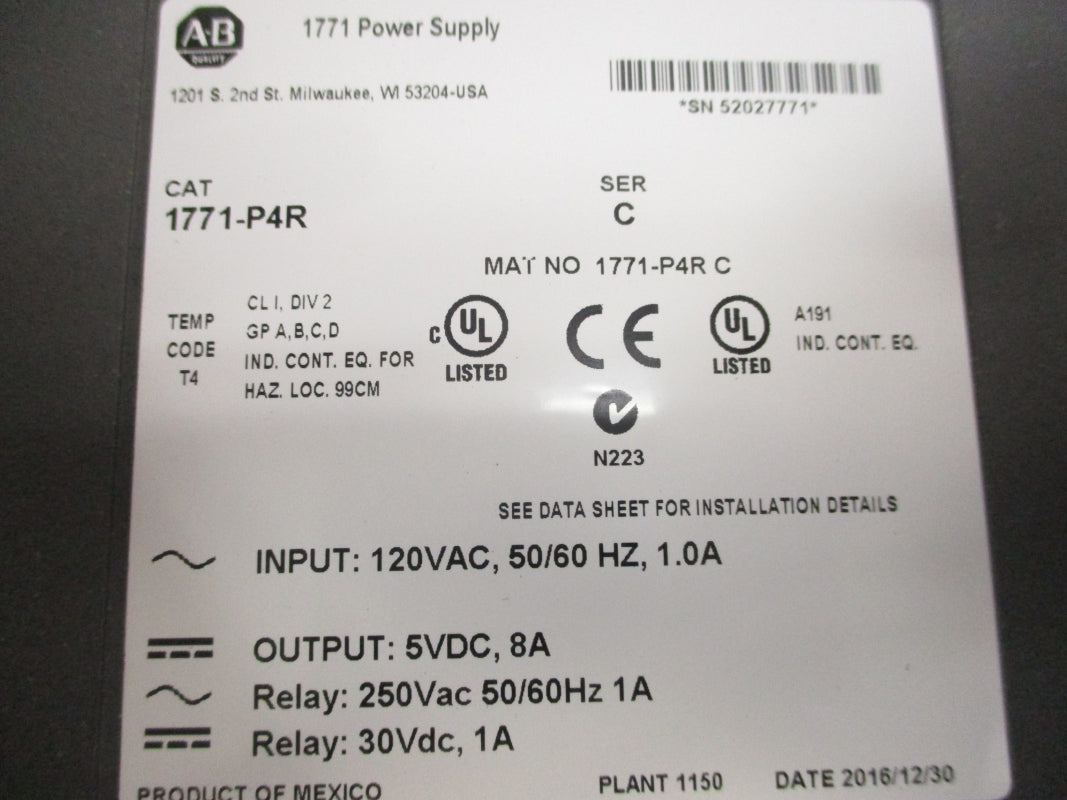 A·B
QUALITY
1771 Power Supply
1201 S. 2nd St. Milwaukee, WI 53204-USA
*SN 52027771*
CAT
1771-P4R
SER
C
MAT NO 1771-P4R C
TEMP
CODE
T4
CL I, DIV 2
GP A,B,C,D
IND. CONT. EQ. FOR
HAZ. LOC. 99CM
C UL
LISTED
CE
UL
LISTED
A191
IND. CONT. EQ.
N223
SEE DATA SHEET FOR INSTALLATION DETAILS
INPUT: 120VAC, 50/60 HZ, 1.0A
OUTPUT: 5VDC, 8A
Relay: 250Vac 50/60Hz 1A
Relay: 30Vdc, 1A
PRODUCT OF MEXICO
PLANT 1150
DATE 2016/12/30